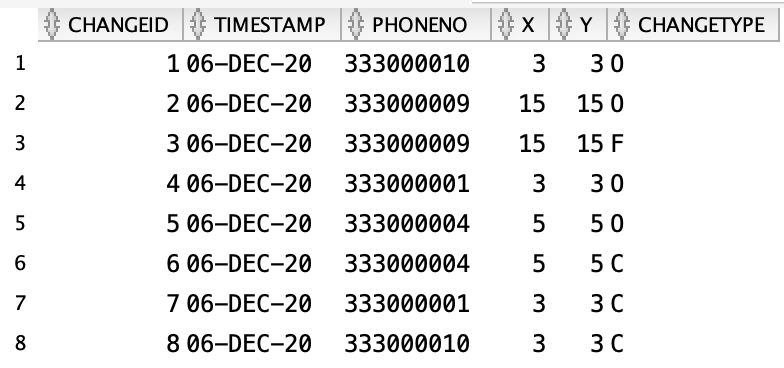 CHANGEID TIMESTAMP PHONENO X Y CHANGETYPE
1 1 06-DEC-20 333000010 3 3 O
2 2 06-DEC-20 333000009 15 15 O
3 3 06-DEC-20 333000009 15 15 F
4 4 06-DEC-20 333000001 3 3 O
5 5 06-DEC-20 333000004 5 5 O
6 6 06-DEC-20 333000004 5 5 C
7 7 06-DEC-20 333000001 3 3 C
8 8 06-DEC-20 333000010 3 3 C